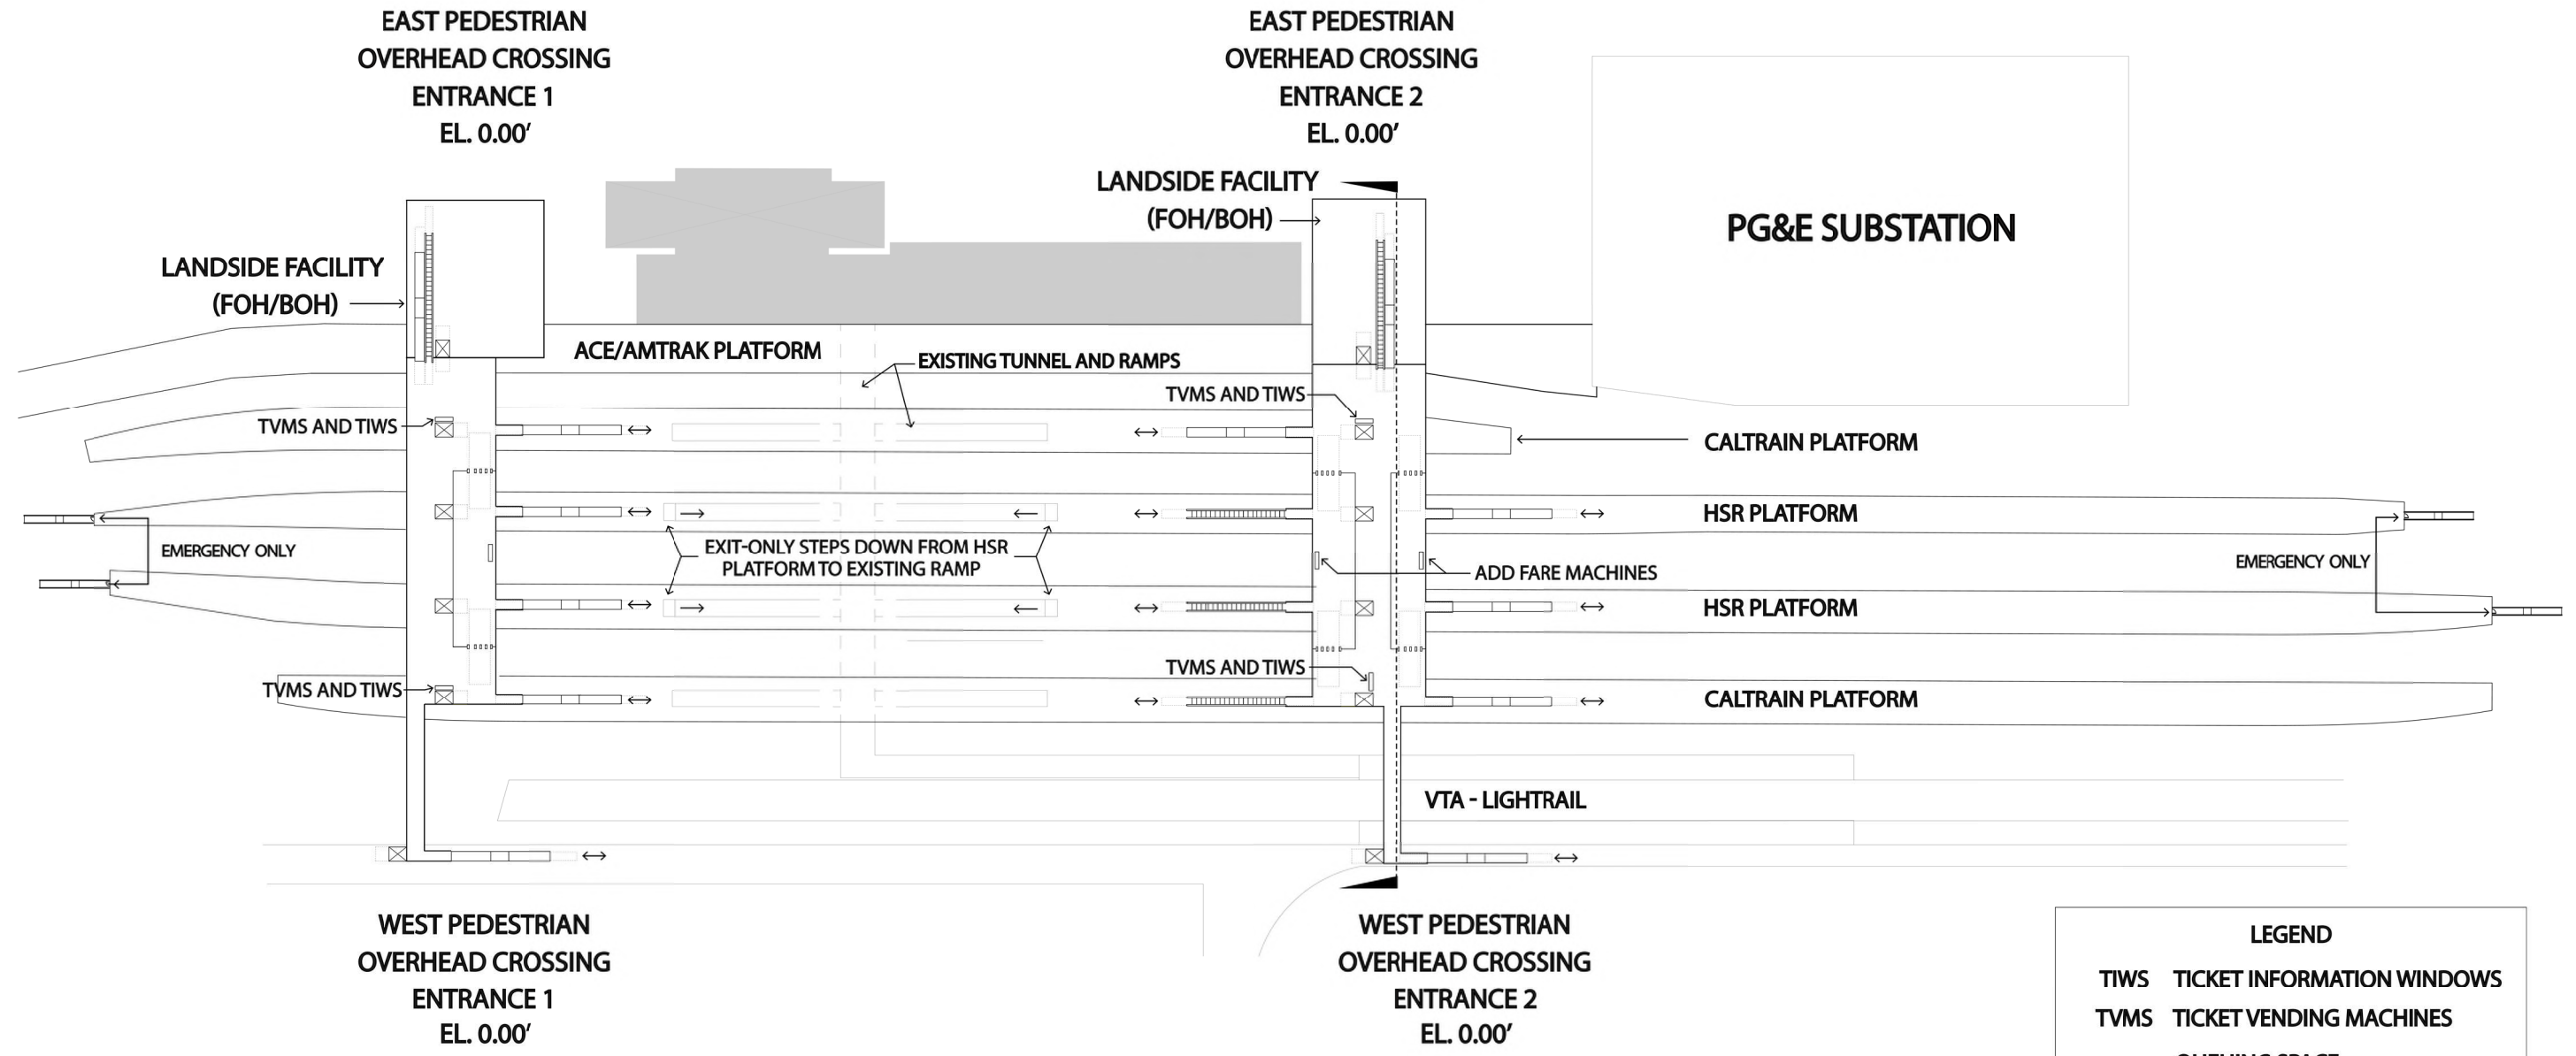 EAST PEDESTRIAN
OVERHEAD CROSSING
ENTRANCE 1
EL. 0.00’
EAST PEDESTRIAN
OVERHEAD CROSSING
ENTRANCE 2
EL. 0.00’
LANDSIDE FACILITY
(FOH/BOH)
PG&E SUBSTATION
LANDSIDE FACILITY
(FOH/BOH)
ACE/AMTRAK PLATFORM
EXISTING TUNNEL AND RAMPS
TVMS AND TIWS
TVMS AND TIWS
CALTRAIN PLATFORM
HSR PLATFORM
EMERGENCY ONLY
EXIT-ONLY STEPS DOWN FROM HSR
PLATFORM TO EXISTING RAMP
ADD FARE MACHINES
EMERGENCY ONLY
HSR PLATFORM
TVMS AND TIWS
TVMS AND TIWS
CALTRAIN PLATFORM
VTA - LIGHTRAIL
WEST PEDESTRIAN
OVERHEAD CROSSING
ENTRANCE 1
EL. 0.00’
WEST PEDESTRIAN
OVERHEAD CROSSING
ENTRANCE 2
EL. 0.00’
LEGEND
TIWS TICKET INFORMATION WINDOWS
TVMS TICKET VENDING MACHINES